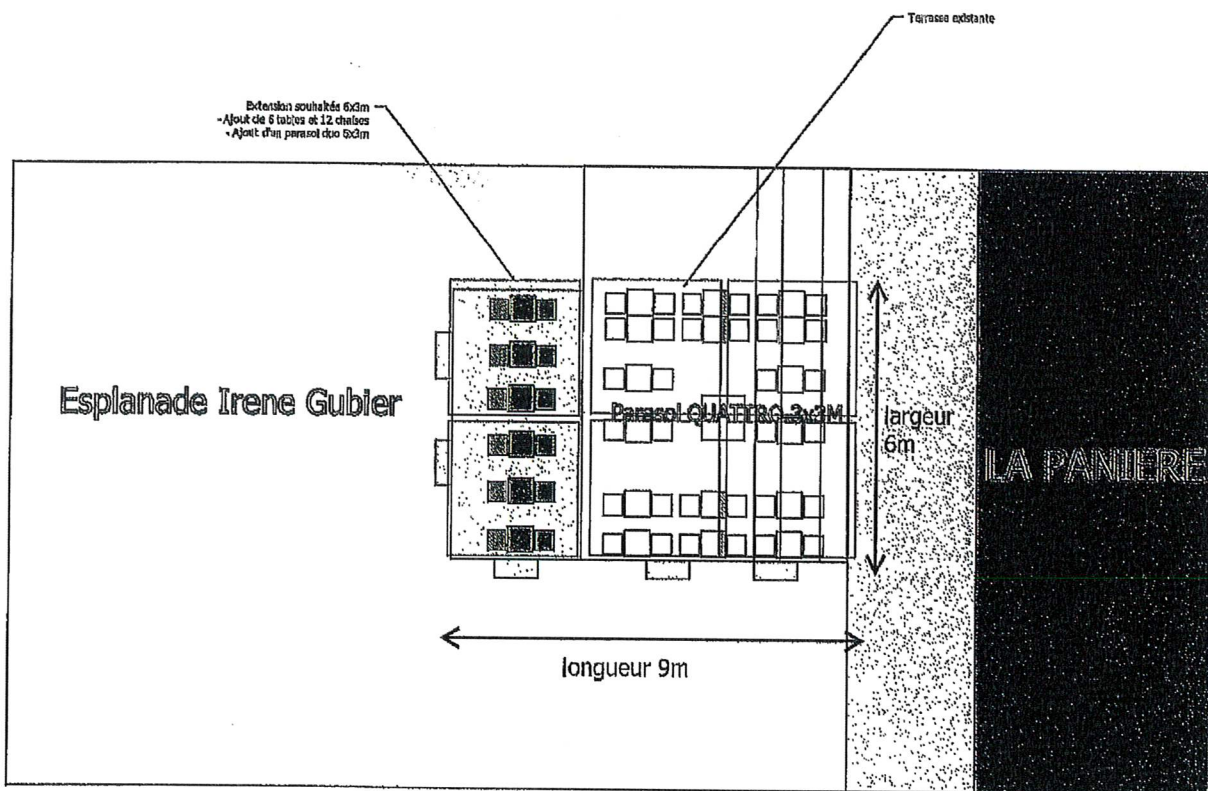 Terrasse existante
Extension souhaités 6x3m
-Ajout de 6 tables et 12 chaises
- Ajout d'un parasol duo 6x3m
Esplanade Irene Gubier
Parasol QUATTRO 3x3M
largeur
6m
LA PANIERE
longueur 9m